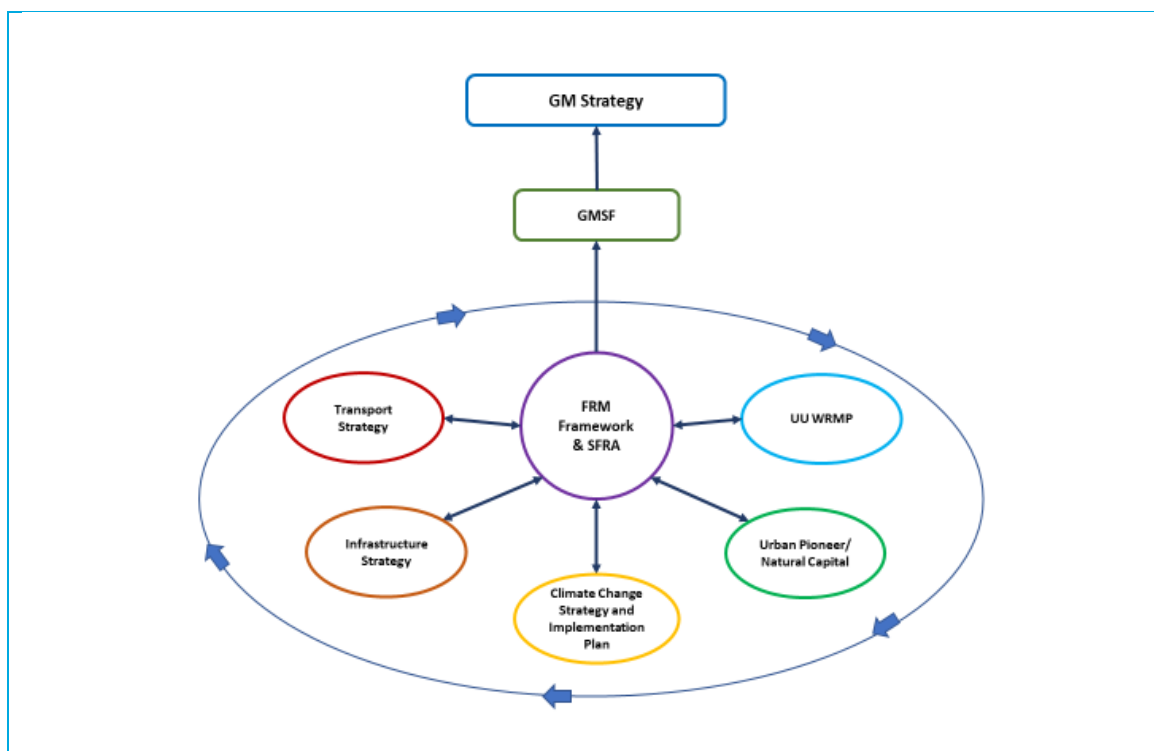 GM Strategy
GMSF
FRM
Framework
& SFRA
Transport
Strategy
UU WRMP
Infrastructure
Strategy
Urban Pioneer/
Natural Capital
Climate Change
Strategy and
Implementation
Plan